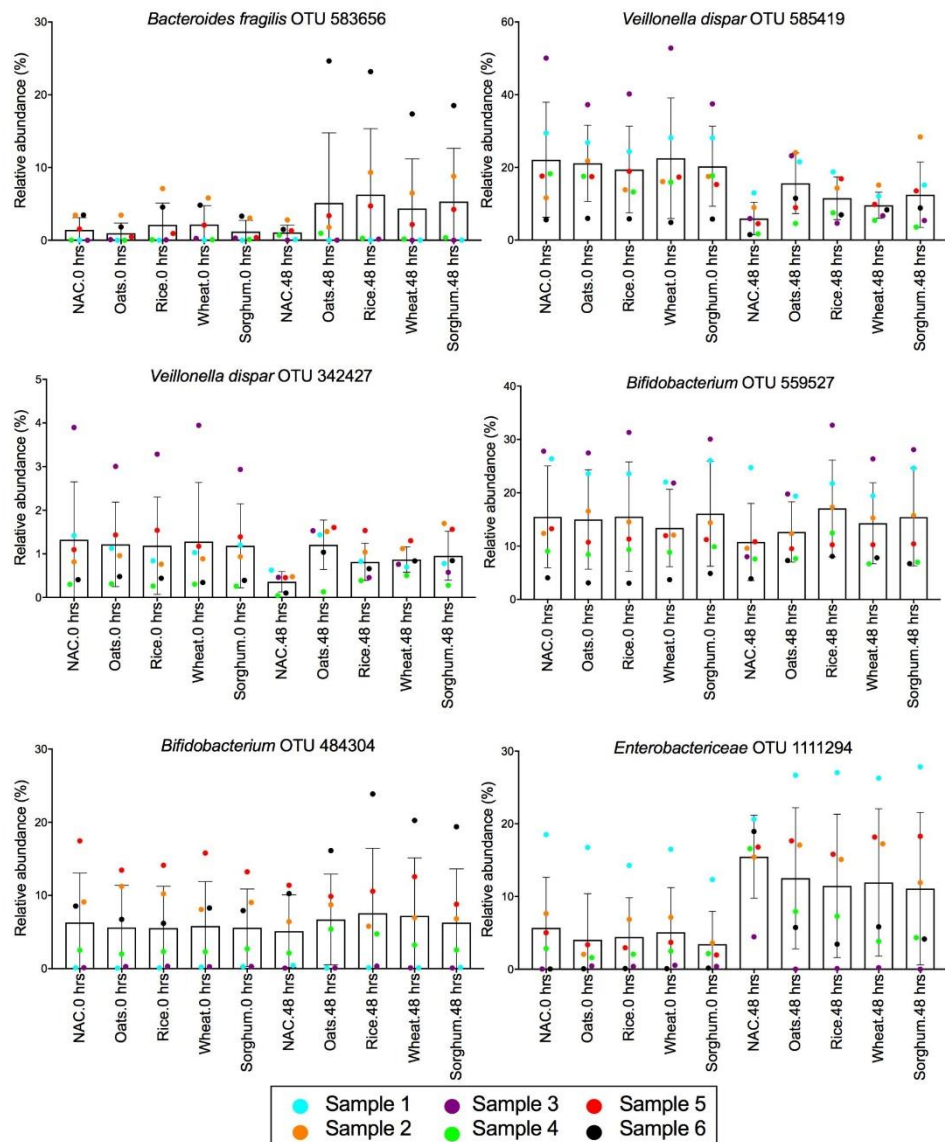 Bacteroides fragilis OTU 583656
Relative abundance (%)
30
20
10
0
NAC.0 hrs
Oats.0 hrs
Rice.0 hrs
Wheat.0 hrs
Sorghum.0 hrs
NAC.48 hrs
Oats.48 hrs
Rice.48 hrs
Wheat.48 hrs
Sorghum.48 hrs
Veillonella dispar OTU 585419
Relative abundance (%)
60
40
20
0
NAC.0 hrs
Oats.0 hrs
Rice.0 hrs
Wheat.0 hrs
Sorghum.0 hrs
NAC.48 hrs
Oats.48 hrs
Rice.48 hrs
Wheat.48 hrs
Sorghum.48 hrs
Veillonella dispar OTU 342427
Relative abundance (%)
5
4
3
2
1
0
NAC.0 hrs
Oats.0 hrs
Rice.0 hrs
Wheat.0 hrs
Sorghum.0 hrs
NAC.48 hrs
Oats.48 hrs
Rice.48 hrs
Wheat.48 hrs
Sorghum.48 hrs
Bifidobacterium OTU 559527
Relative abundance (%)
40
30
20
10
0
NAC.0 hrs
Oats.0 hrs
Rice.0 hrs
Wheat.0 hrs
Sorghum.0 hrs
NAC.48 hrs
Oats.48 hrs
Rice.48 hrs
Wheat.48 hrs
Sorghum.48 hrs
Bifidobacterium OTU 484304
Relative abundance (%)
30
20
10
0
NAC.0 hrs
Oats.0 hrs
Rice.0 hrs
Wheat.0 hrs
Sorghum.0 hrs
NAC.48 hrs
Oats.48 hrs
Rice.48 hrs
Wheat.48 hrs
Sorghum.48 hrs
Enterobactericeae OTU 1111294
Relative abundance (%)
30
20
10
0
NAC.0 hrs
Oats.0 hrs
Rice.0 hrs
Wheat.0 hrs
Sorghum.0 hrs
NAC.48 hrs
Oats.48 hrs
Rice.48 hrs
Wheat.48 hrs
Sorghum.48 hrs
Sample 1 Sample 3 Sample 5
Sample 2 Sample 4 Sample 6